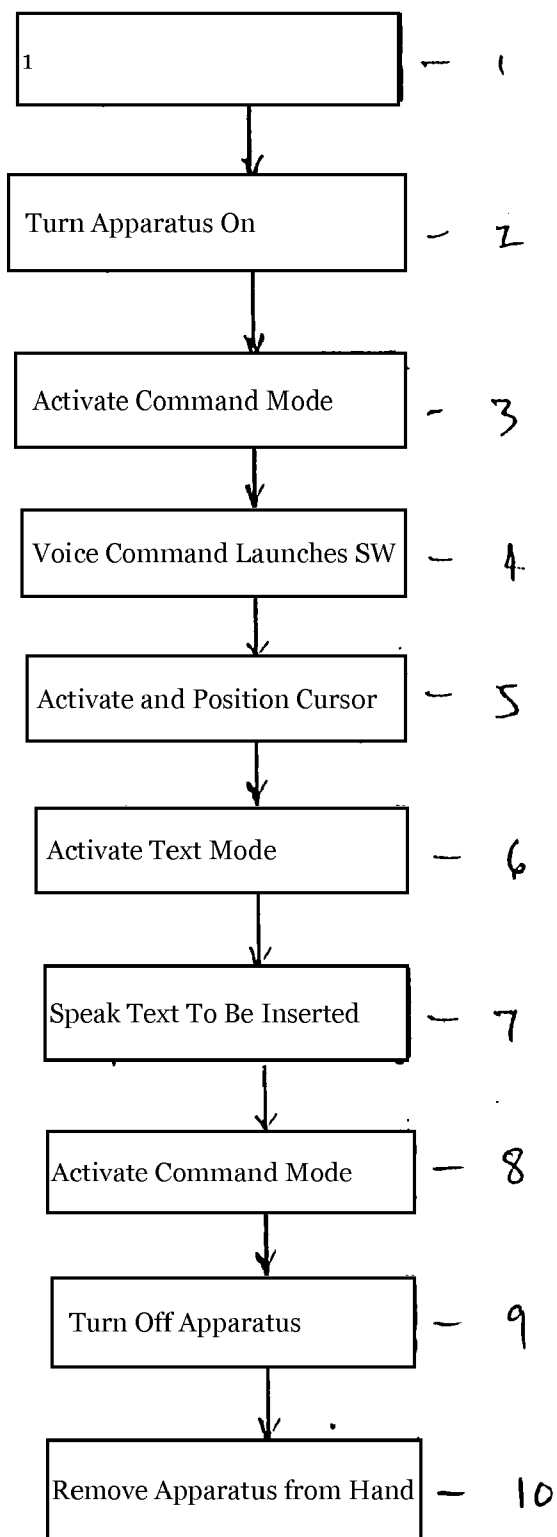 1 – 1
Turn Apparatus On – 2
Activate Command Mode – 3
Voice Command Launches SW – 4
Activate and Position Cursor – 5
Activate Text Mode – 6
Speak Text To Be Inserted – 7
Activate Command Mode – 8
Turn Off Apparatus – 9
Remove Apparatus from Hand – 10